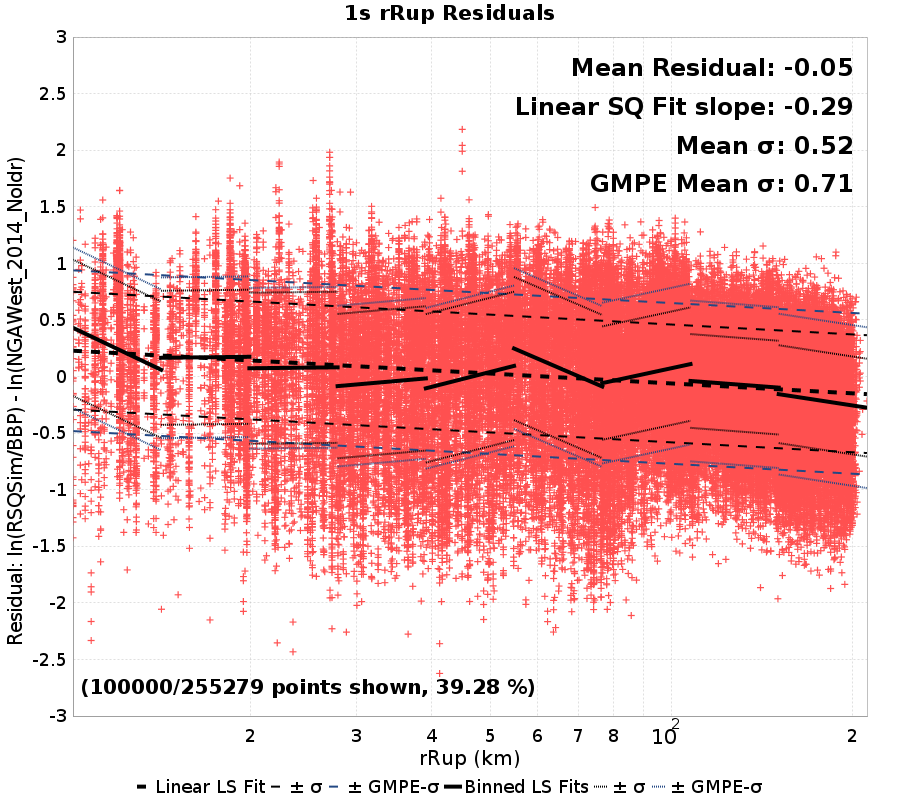 1s rRup Residuals
Mean Residual: -0.05
Linear SQ Fit slope: -0.29
Mean σ: 0.52
GMPE Mean σ: 0.71
3
2.5
2
1.5
1
0.5
0
-0.5
-1
-1.5
-2
-2.5
-3
Residual: ln(RSQSim/BBP) - ln(NGAWest_2014_NoIdr)
(100000/255279 points shown, 39.28 %)
2 3 4 5 6 7 8 10² 2
rRup (km)
Linear LS Fit ± σ ± GMPE-σ Binned LS Fits ± σ ± GMPE-σ